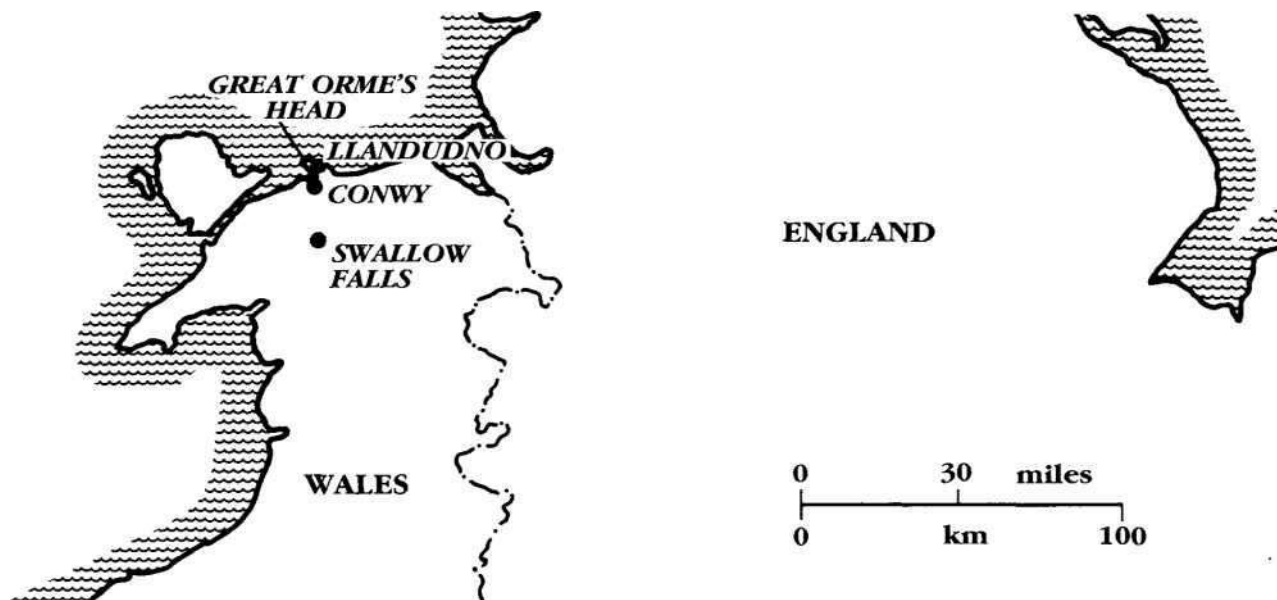 GREAT ORME'S
HEAD
LLANDUDNO
CONWY
SWALLOW
FALLS
ENGLAND
WALES
0 30 miles
0 km 100